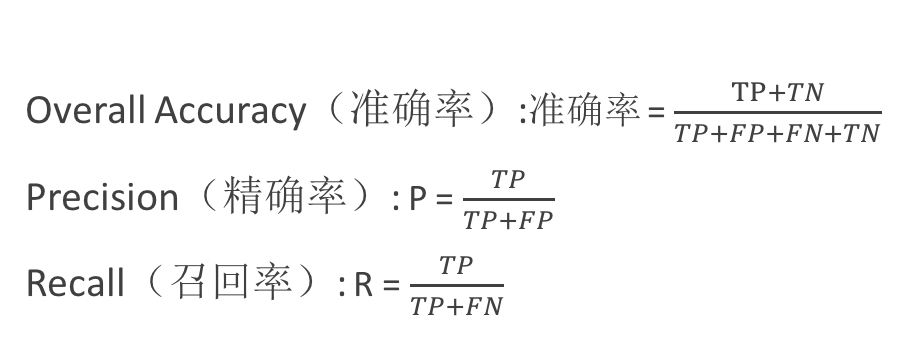 Overall Accuracy（准确率）:准确率 = TP+TN / TP+FP+FN+TN
Precision（精确率）: P = TP / TP+FP
Recall（召回率）: R = TP / TP+FN